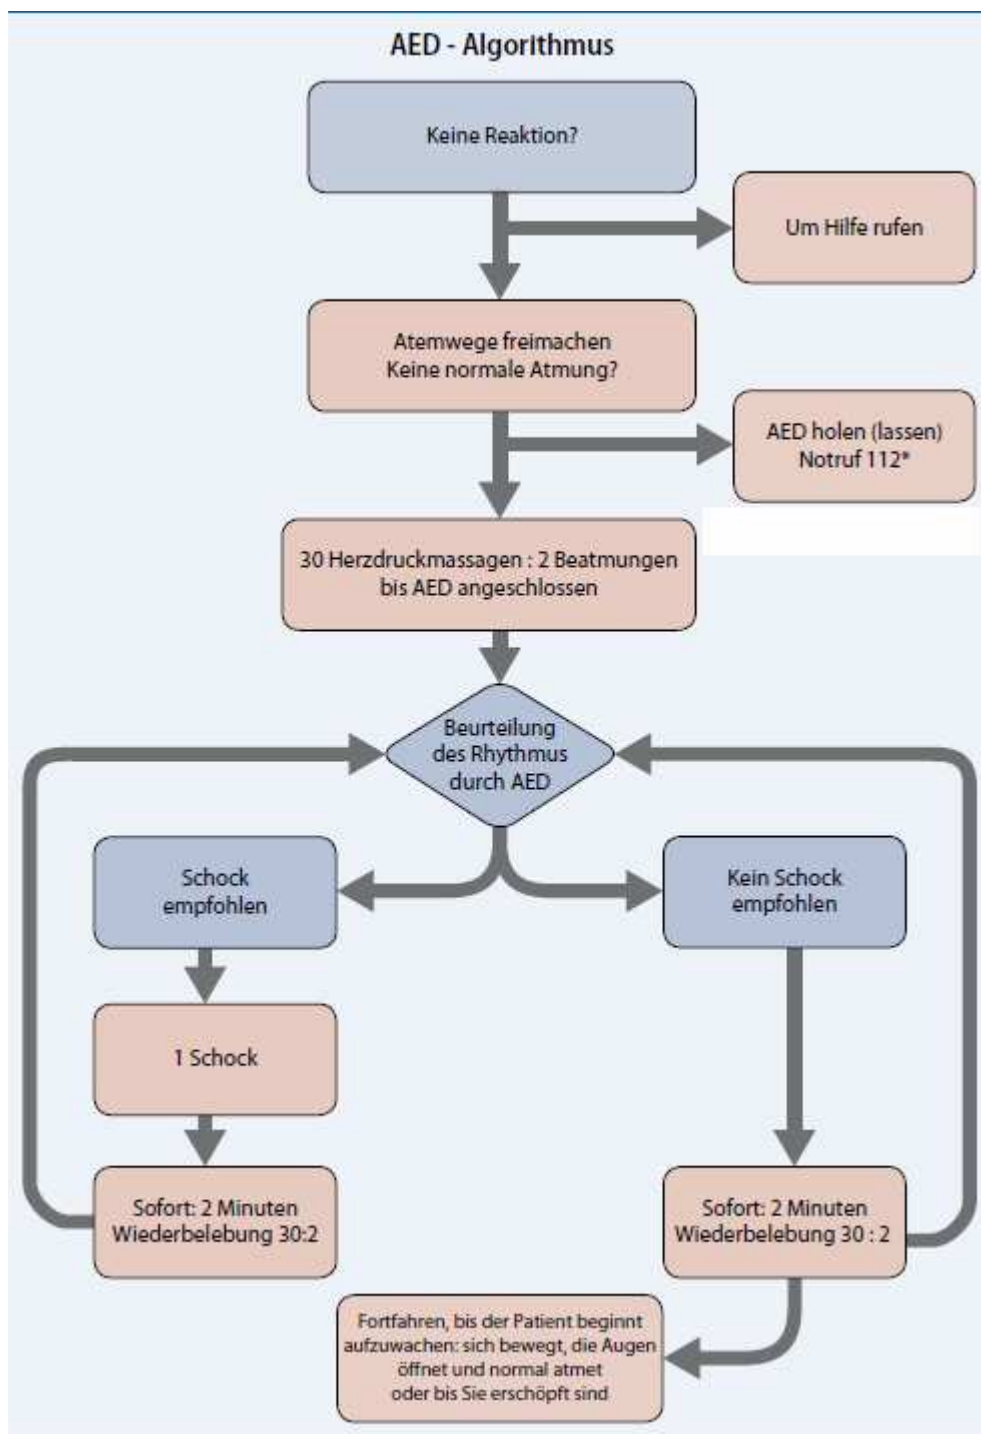 AED - Algorithmus
Keine Reaktion?
Um Hilfe rufen
Atemwege freimachen
Keine normale Atmung?
AED holen (lassen)
Notruf 112*
30 Herzdruckmassagen : 2 Beatmungen
bis AED angeschlossen
Beurteilung
des Rhythmus
durch AED
Schock
empfohlen
Kein Schock
empfohlen
1 Schock
Sofort: 2 Minuten
Wiederbelebung 30:2
Sofort: 2 Minuten
Wiederbelebung 30 : 2
Fortfahren, bis der Patient beginnt
aufzuwachen: sich bewegt, die Augen
öffnet und normal atmet
oder bis Sie erschöpft sind